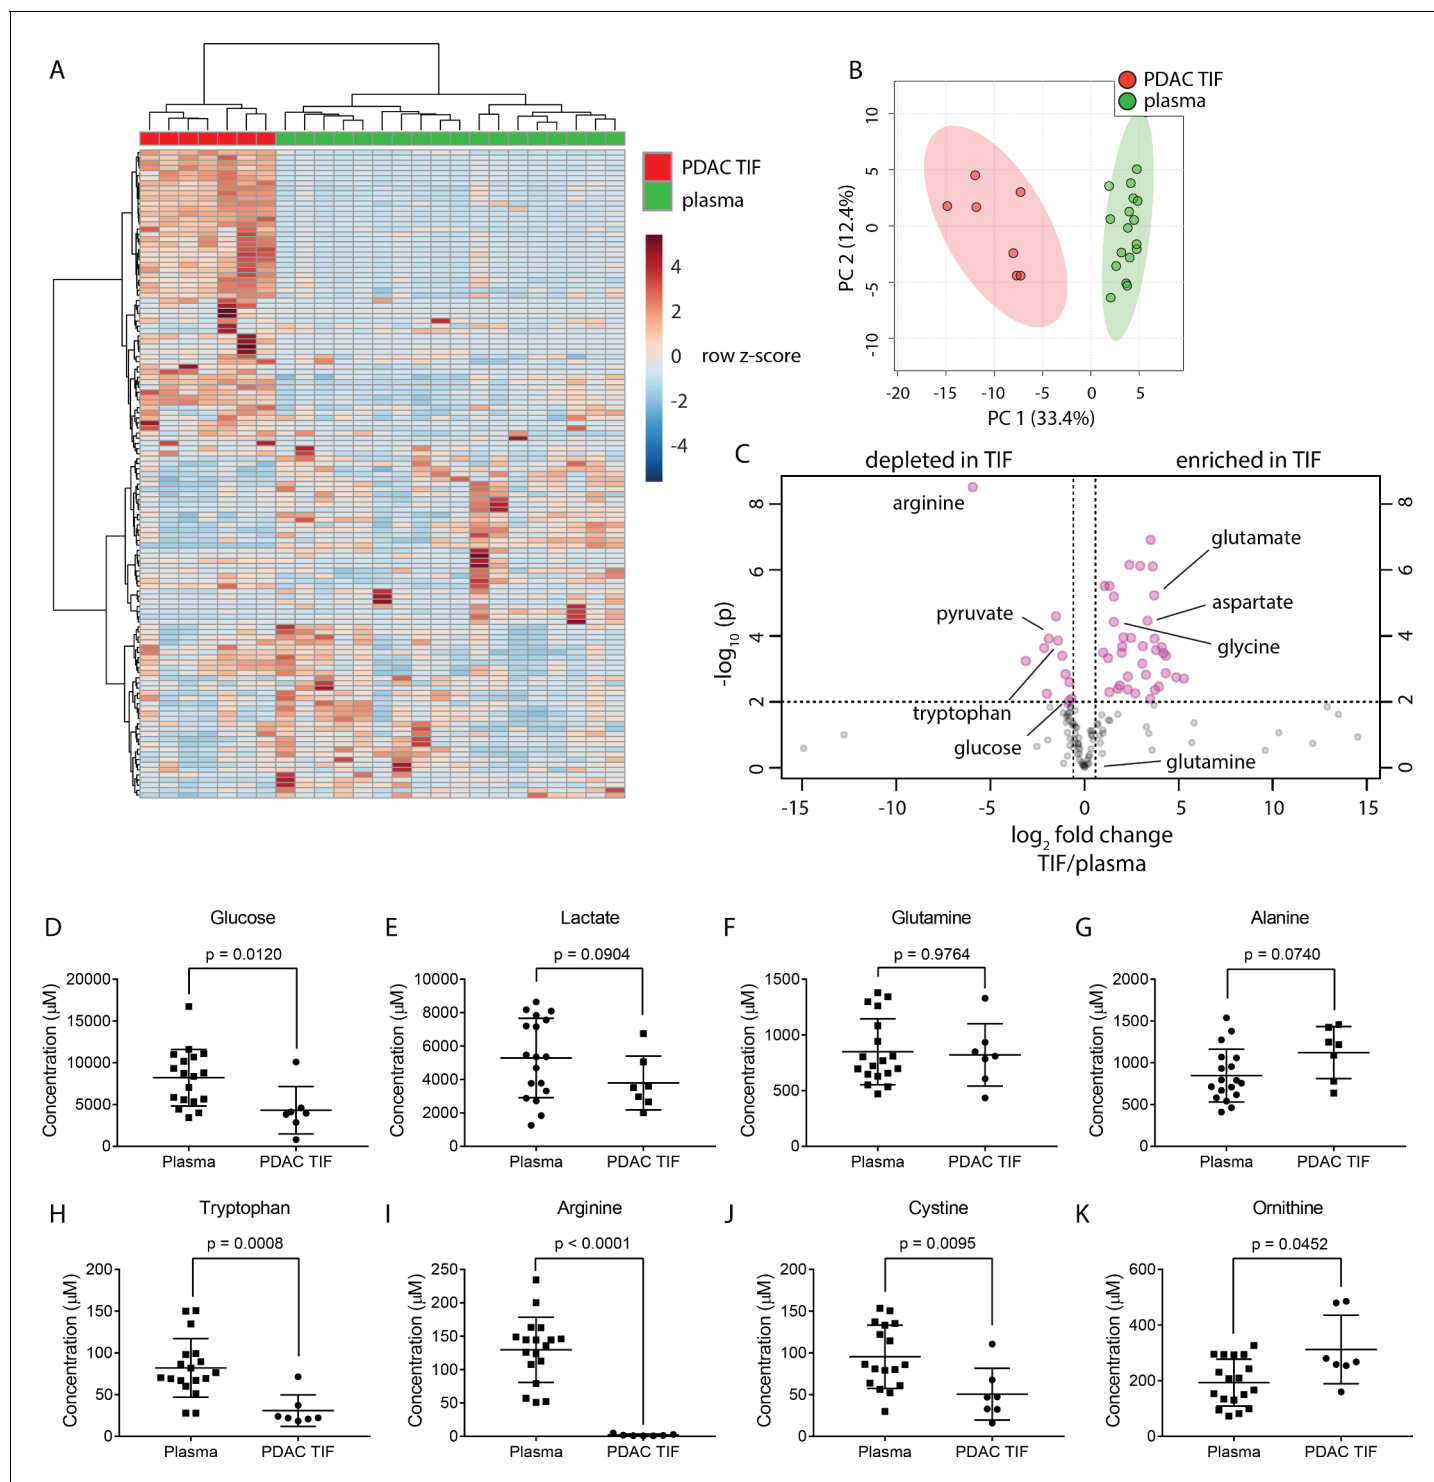 A
PDAC TIF
plasma
4
2
0
-2
-4
row z-score
B
PDAC TIF
plasma
10
5
0
-5
-10
PC 2 (12.4%)
-20 -15 -10 -5 0 5
PC 1 (33.4%)
C
depleted in TIF enriched in TIF
8
6
4
2
0
-log10 (p)
8
6
4
2
0
arginine
glutamate
aspartate
pyruvate
glycine
tryptophan
glucose
glutamine
-15 -10 -5 0 5 10 15
log2 fold change
TIF/plasma
D
Glucose
p = 0.0120
Concentration (μM)
20000
15000
10000
5000
0
Plasma PDAC TIF
E
Lactate
p = 0.0904
Concentration (μM)
10000
8000
6000
4000
2000
0
Plasma PDAC TIF
F
Glutamine
p = 0.9764
Concentration (μM)
1500
1000
500
0
Plasma PDAC TIF
G
Alanine
p = 0.0740
Concentration (μM)
2000
1500
1000
500
0
Plasma PDAC TIF
H
Tryptophan
p = 0.0008
Concentration (μM)
200
150
100
50
0
Plasma PDAC TIF
I
Arginine
p < 0.0001
Concentration (μM)
250
200
150
100
50
0
Plasma PDAC TIF
J
Cystine
p = 0.0095
Concentration (μM)
200
150
100
50
0
Plasma PDAC TIF
K
Ornithine
p = 0.0452
Concentration (μM)
600
400
200
0
Plasma PDAC TIF